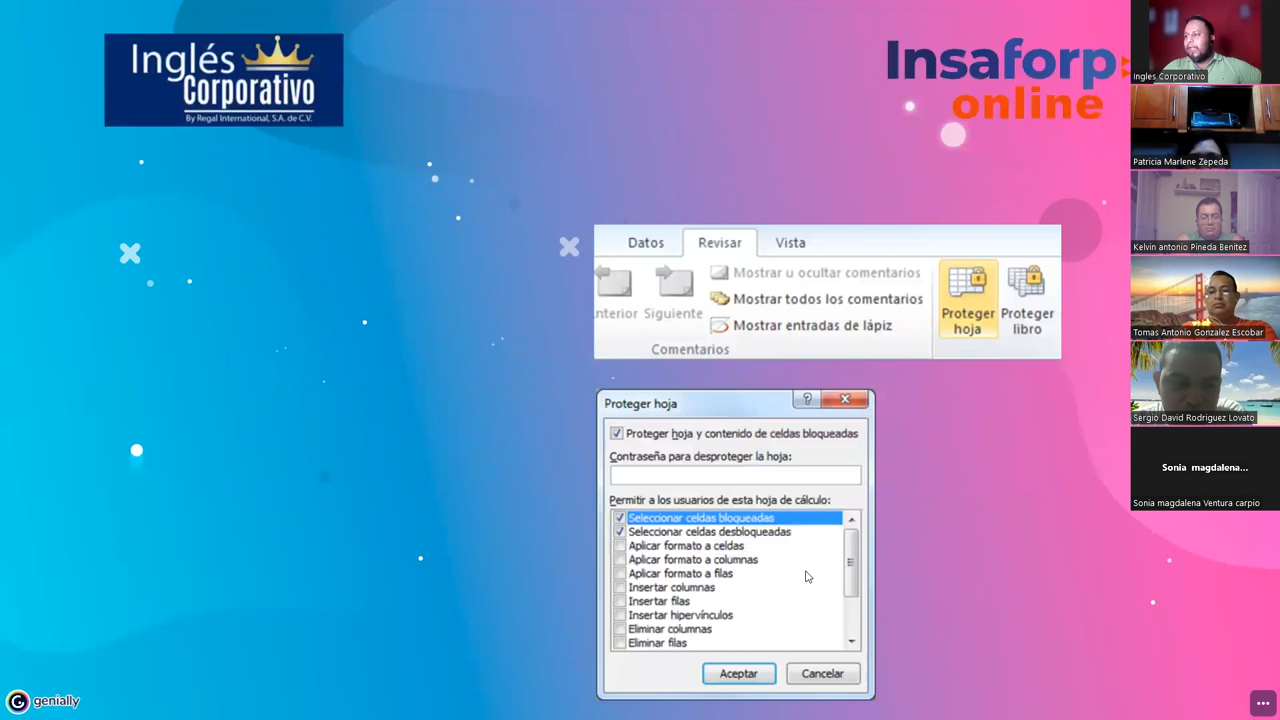 Inglés
Corporativo
By Regal International, S.A. de C.V.
Insaforp
online
Datos
Revisar
Vista
nterior
Siguiente
Mostrar u ocultar comentarios
Mostrar todos los comentarios
Mostrar entradas de lápiz
Comentarios
Proteger
hoja
Proteger
libro
Proteger hoja
Proteger hoja y contenido de celdas bloqueadas
Contraseña para desproteger la hoja:
Permitir a los usuarios de esta hoja de cálculo:
Seleccionar celdas bloqueadas
Seleccionar celdas desbloqueadas
Aplicar formato a celdas
Aplicar formato a columnas
Aplicar formato a filas
Insertar columnas
Insertar filas
Insertar hipervínculos
Eliminar columnas
Eliminar filas
Aceptar
Cancelar
genially
Ingles Corporativo
Patricia Marlene Zepeda
Kelvin antonio Pineda Benitez
Tomas Antonio Gonzalez Escobar
Sergio David Rodriguez Lovato
Sonia magdalena...
Sonia magdalena Ventura carpio